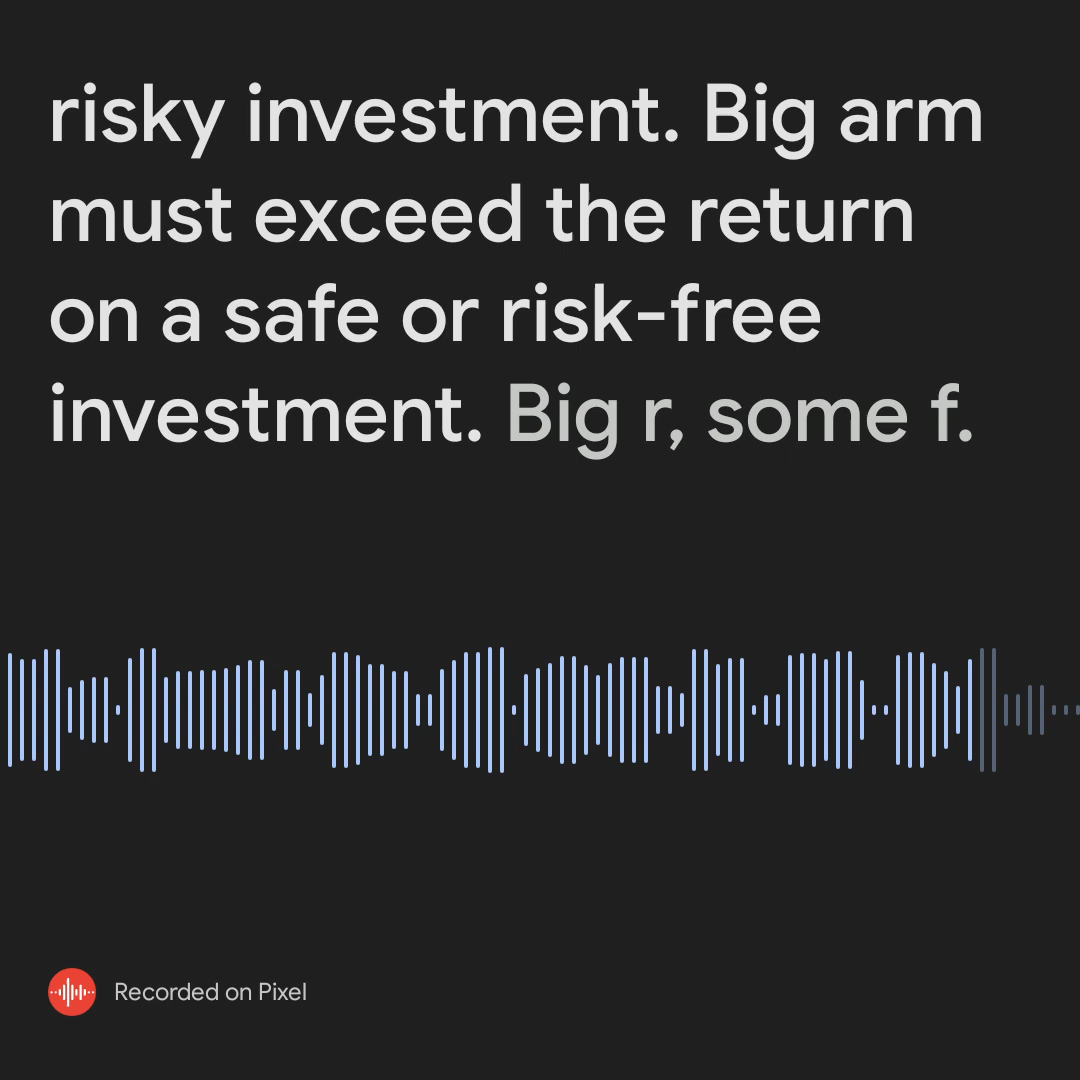 risky investment. Big arm
must exceed the return
on a safe or risk-free
investment. Big r, some f.
Recorded on Pixel